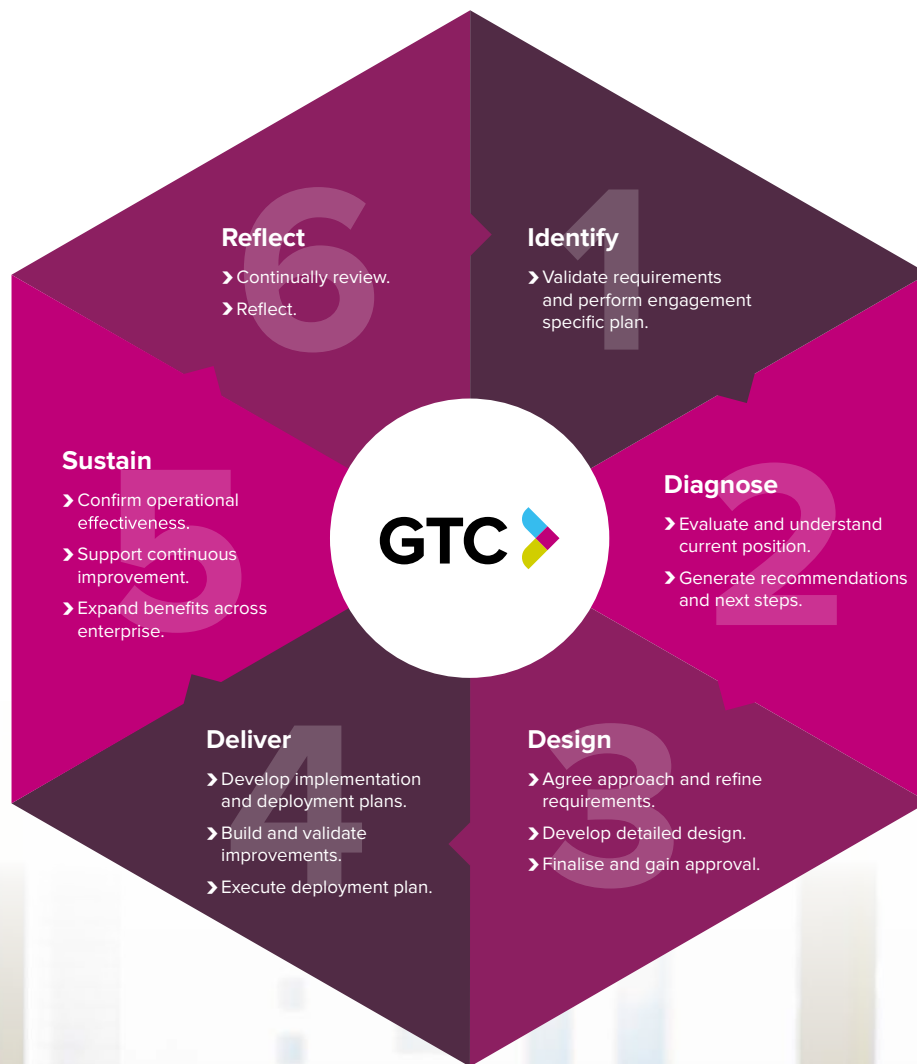 1
Identify
› Validate requirements
and perform engagement
specific plan.
2
Diagnose
› Evaluate and understand
current position.
› Generate recommendations
and next steps.
3
Design
› Agree approach and refine
requirements.
› Develop detailed design.
› Finalise and gain approval.
4
Deliver
› Develop implementation
and deployment plans.
› Build and validate
improvements.
› Execute deployment plan.
5
Sustain
› Confirm operational
effectiveness.
› Support continuous
improvement.
› Expand benefits across
enterprise.
6
Reflect
› Continually review.
› Reflect.
GTC